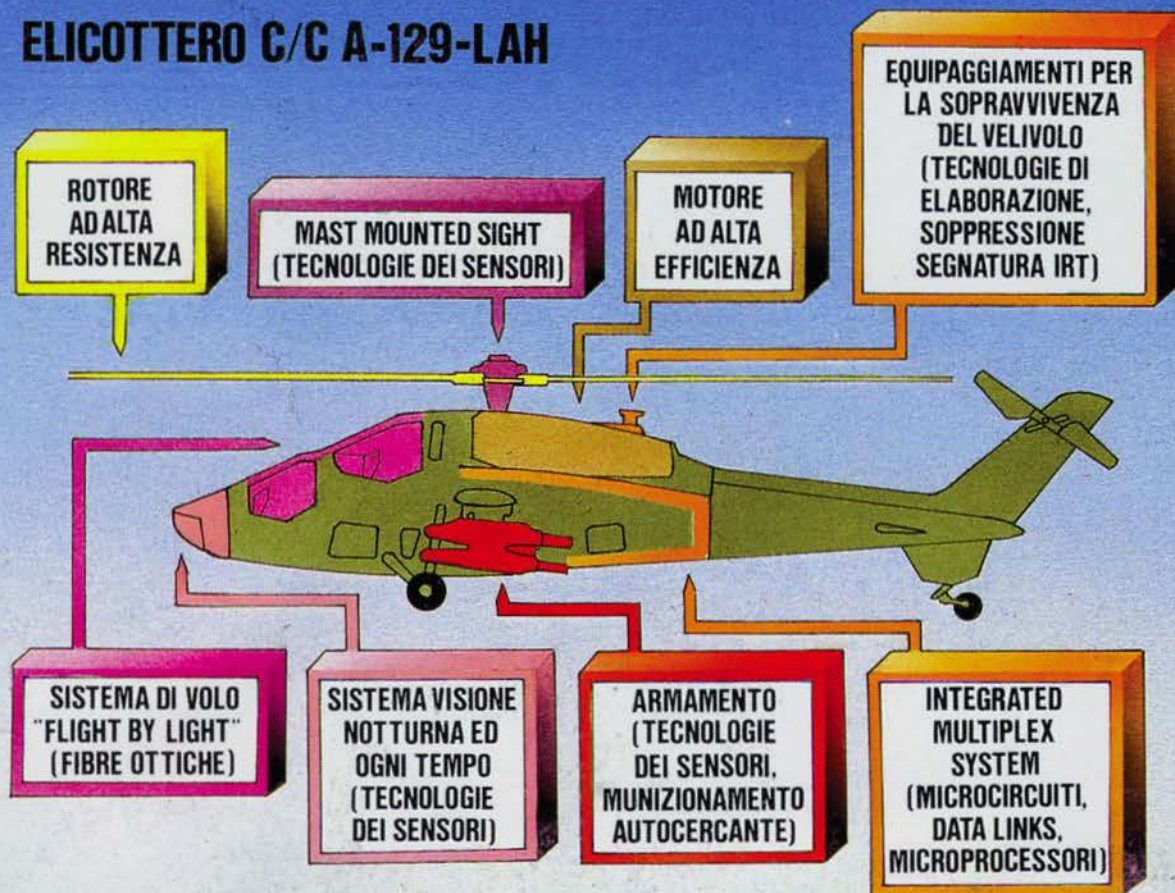 ELICOTTERO C/C A-129-LAH
ROTORE
AD ALTA
RESISTENZA
MAST MOUNTED SIGHT
(TECNOLOGIE DEI SENSORI)
MOTORE
AD ALTA
EFFICIENZA
EQUIPAGGIAMENTI PER
LA SOPRAVVIVENZA
DEL VELIVOLO
(TECNOLOGIE DI
ELABORAZIONE,
SOPPRESSIONE
SEGNATURA IRT)
SISTEMA DI VOLO
"FLIGHT BY LIGHT"
(FIBRE OTTICHE)
SISTEMA VISIONE
NOTTURNA ED
OGNI TEMPO
(TECNOLOGIE
DEI SENSORI)
ARMAMENTO
(TECNOLOGIE
DEI SENSORI,
MUNIZIONAMENTO
AUTOCERCANTE)
INTEGRATED
MULTIPLEX
SYSTEM
(MICROCIRCUITI,
DATA LINKS,
MICROPROCESSORI)